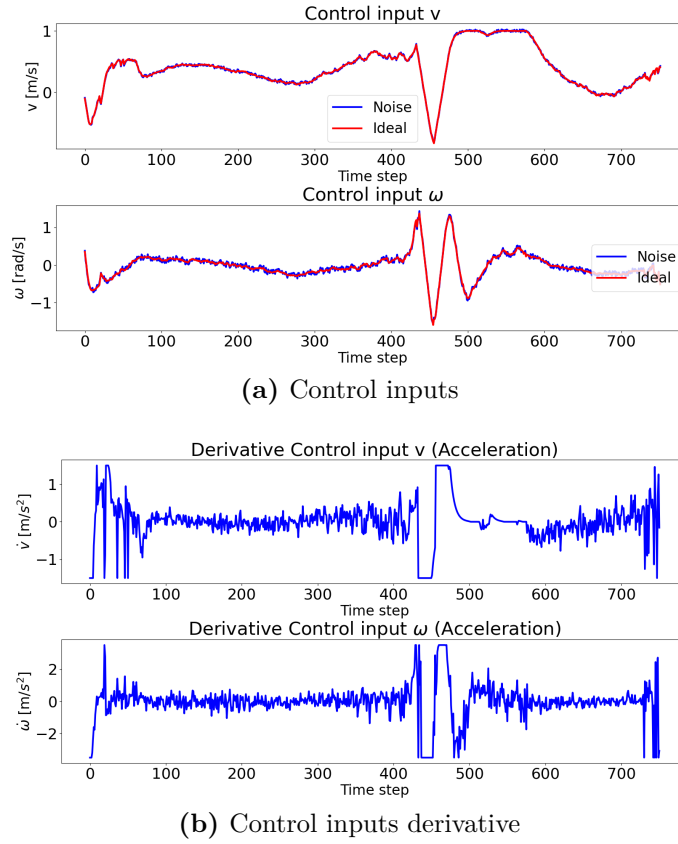 Control input v
1
0
v [m/s]
Noise
Ideal
0 100 200 300 400 500 600 700
Time step
Control input ω
1
0
−1
ω [rad/s]
Noise
Ideal
0 100 200 300 400 500 600 700
Time step
(a) Control inputs
Derivative Control input v (Acceleration)
1
0
−1
v̇ [m/s²]
0 100 200 300 400 500 600 700
Time step
Derivative Control input ω (Acceleration)
2
0
−2
ω̇ [m/s²]
0 100 200 300 400 500 600 700
Time step
(b) Control inputs derivative